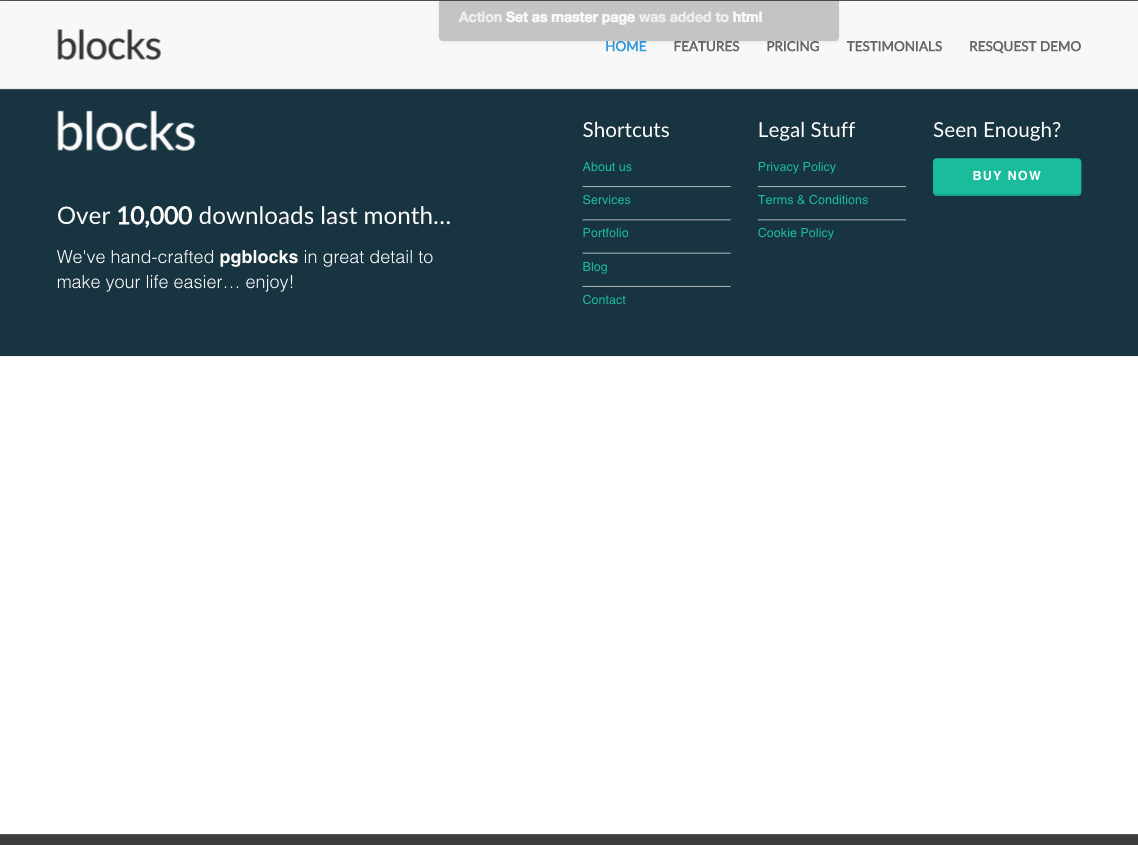 Action Set as master page was added to html
blocks
HOME FEATURES PRICING TESTIMONIALS RESQUEST DEMO
blocks
Over 10,000 downloads last month...
We've hand-crafted pgblocks in great detail to
make your life easier… enjoy!
Shortcuts
About us
Services
Portfolio
Blog
Contact
Legal Stuff
Privacy Policy
Terms & Conditions
Cookie Policy
Seen Enough?
BUY NOW